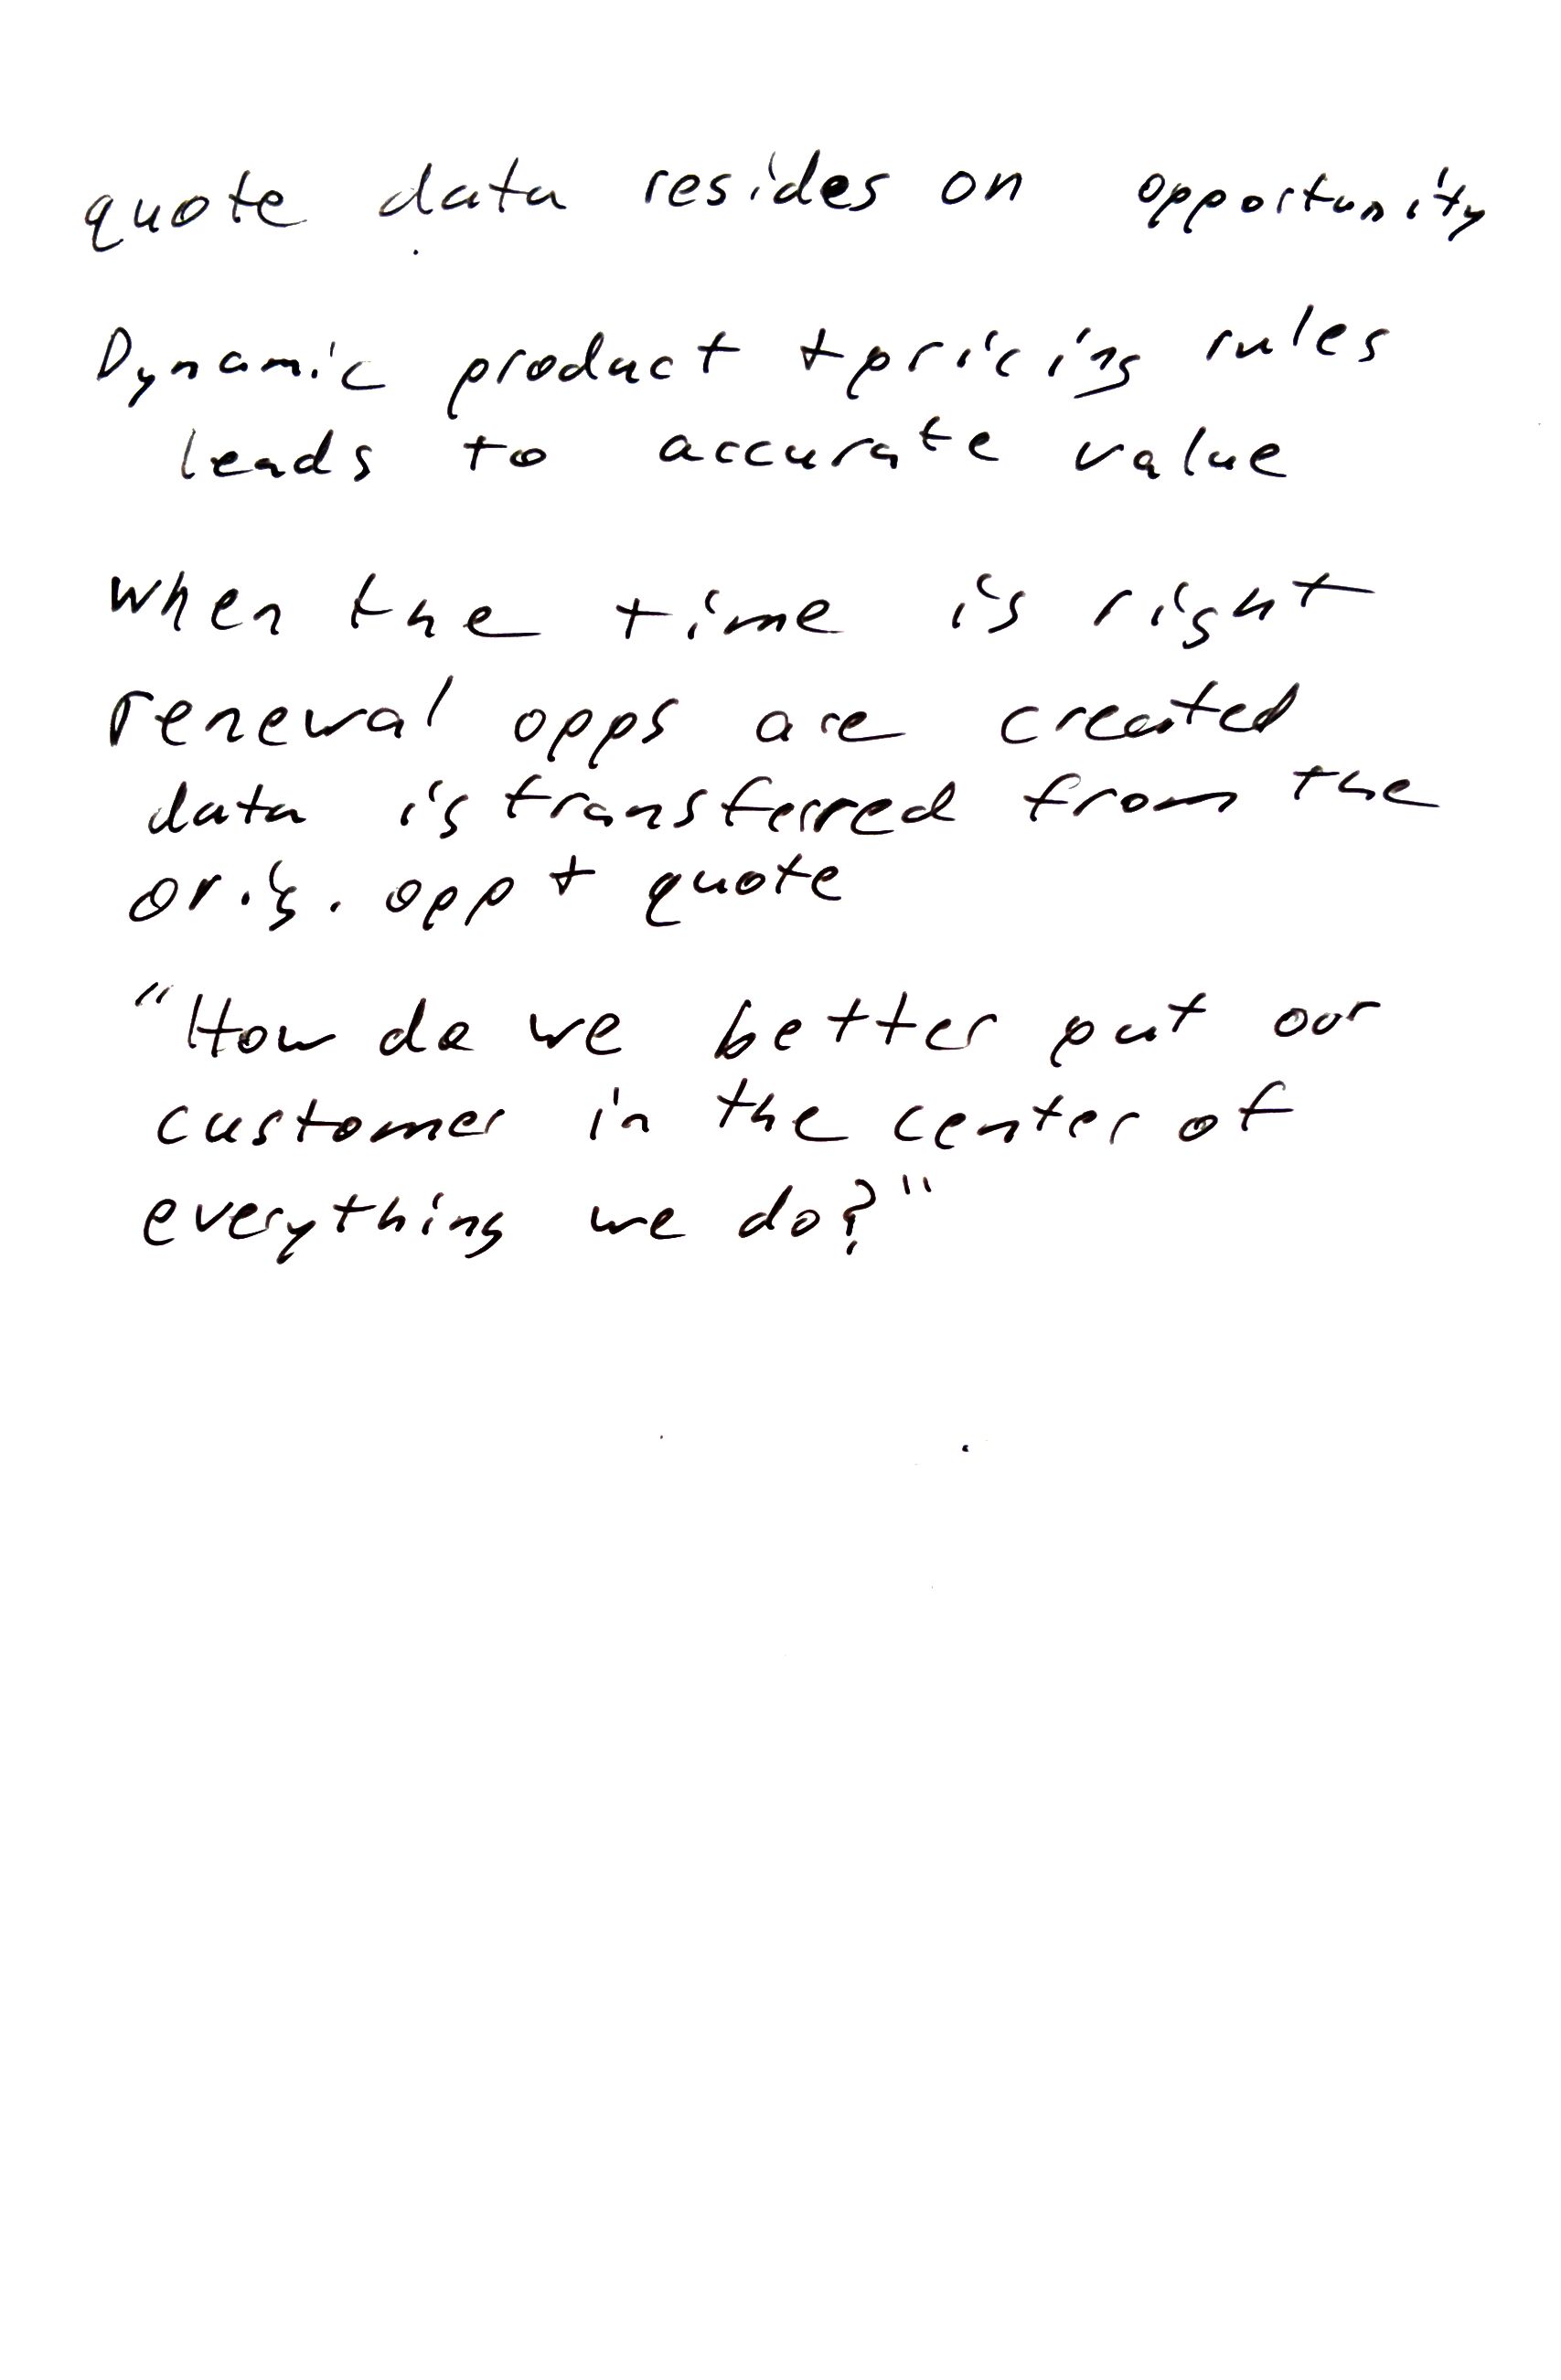 quote data resides on opportunity
Dynamic product + pricing rules
leads to accurate value
When the time is right
renewal opps are created
data is transferred from the
orig. opp + quote
"How do we better put our
customer in the center of
everything we do?"